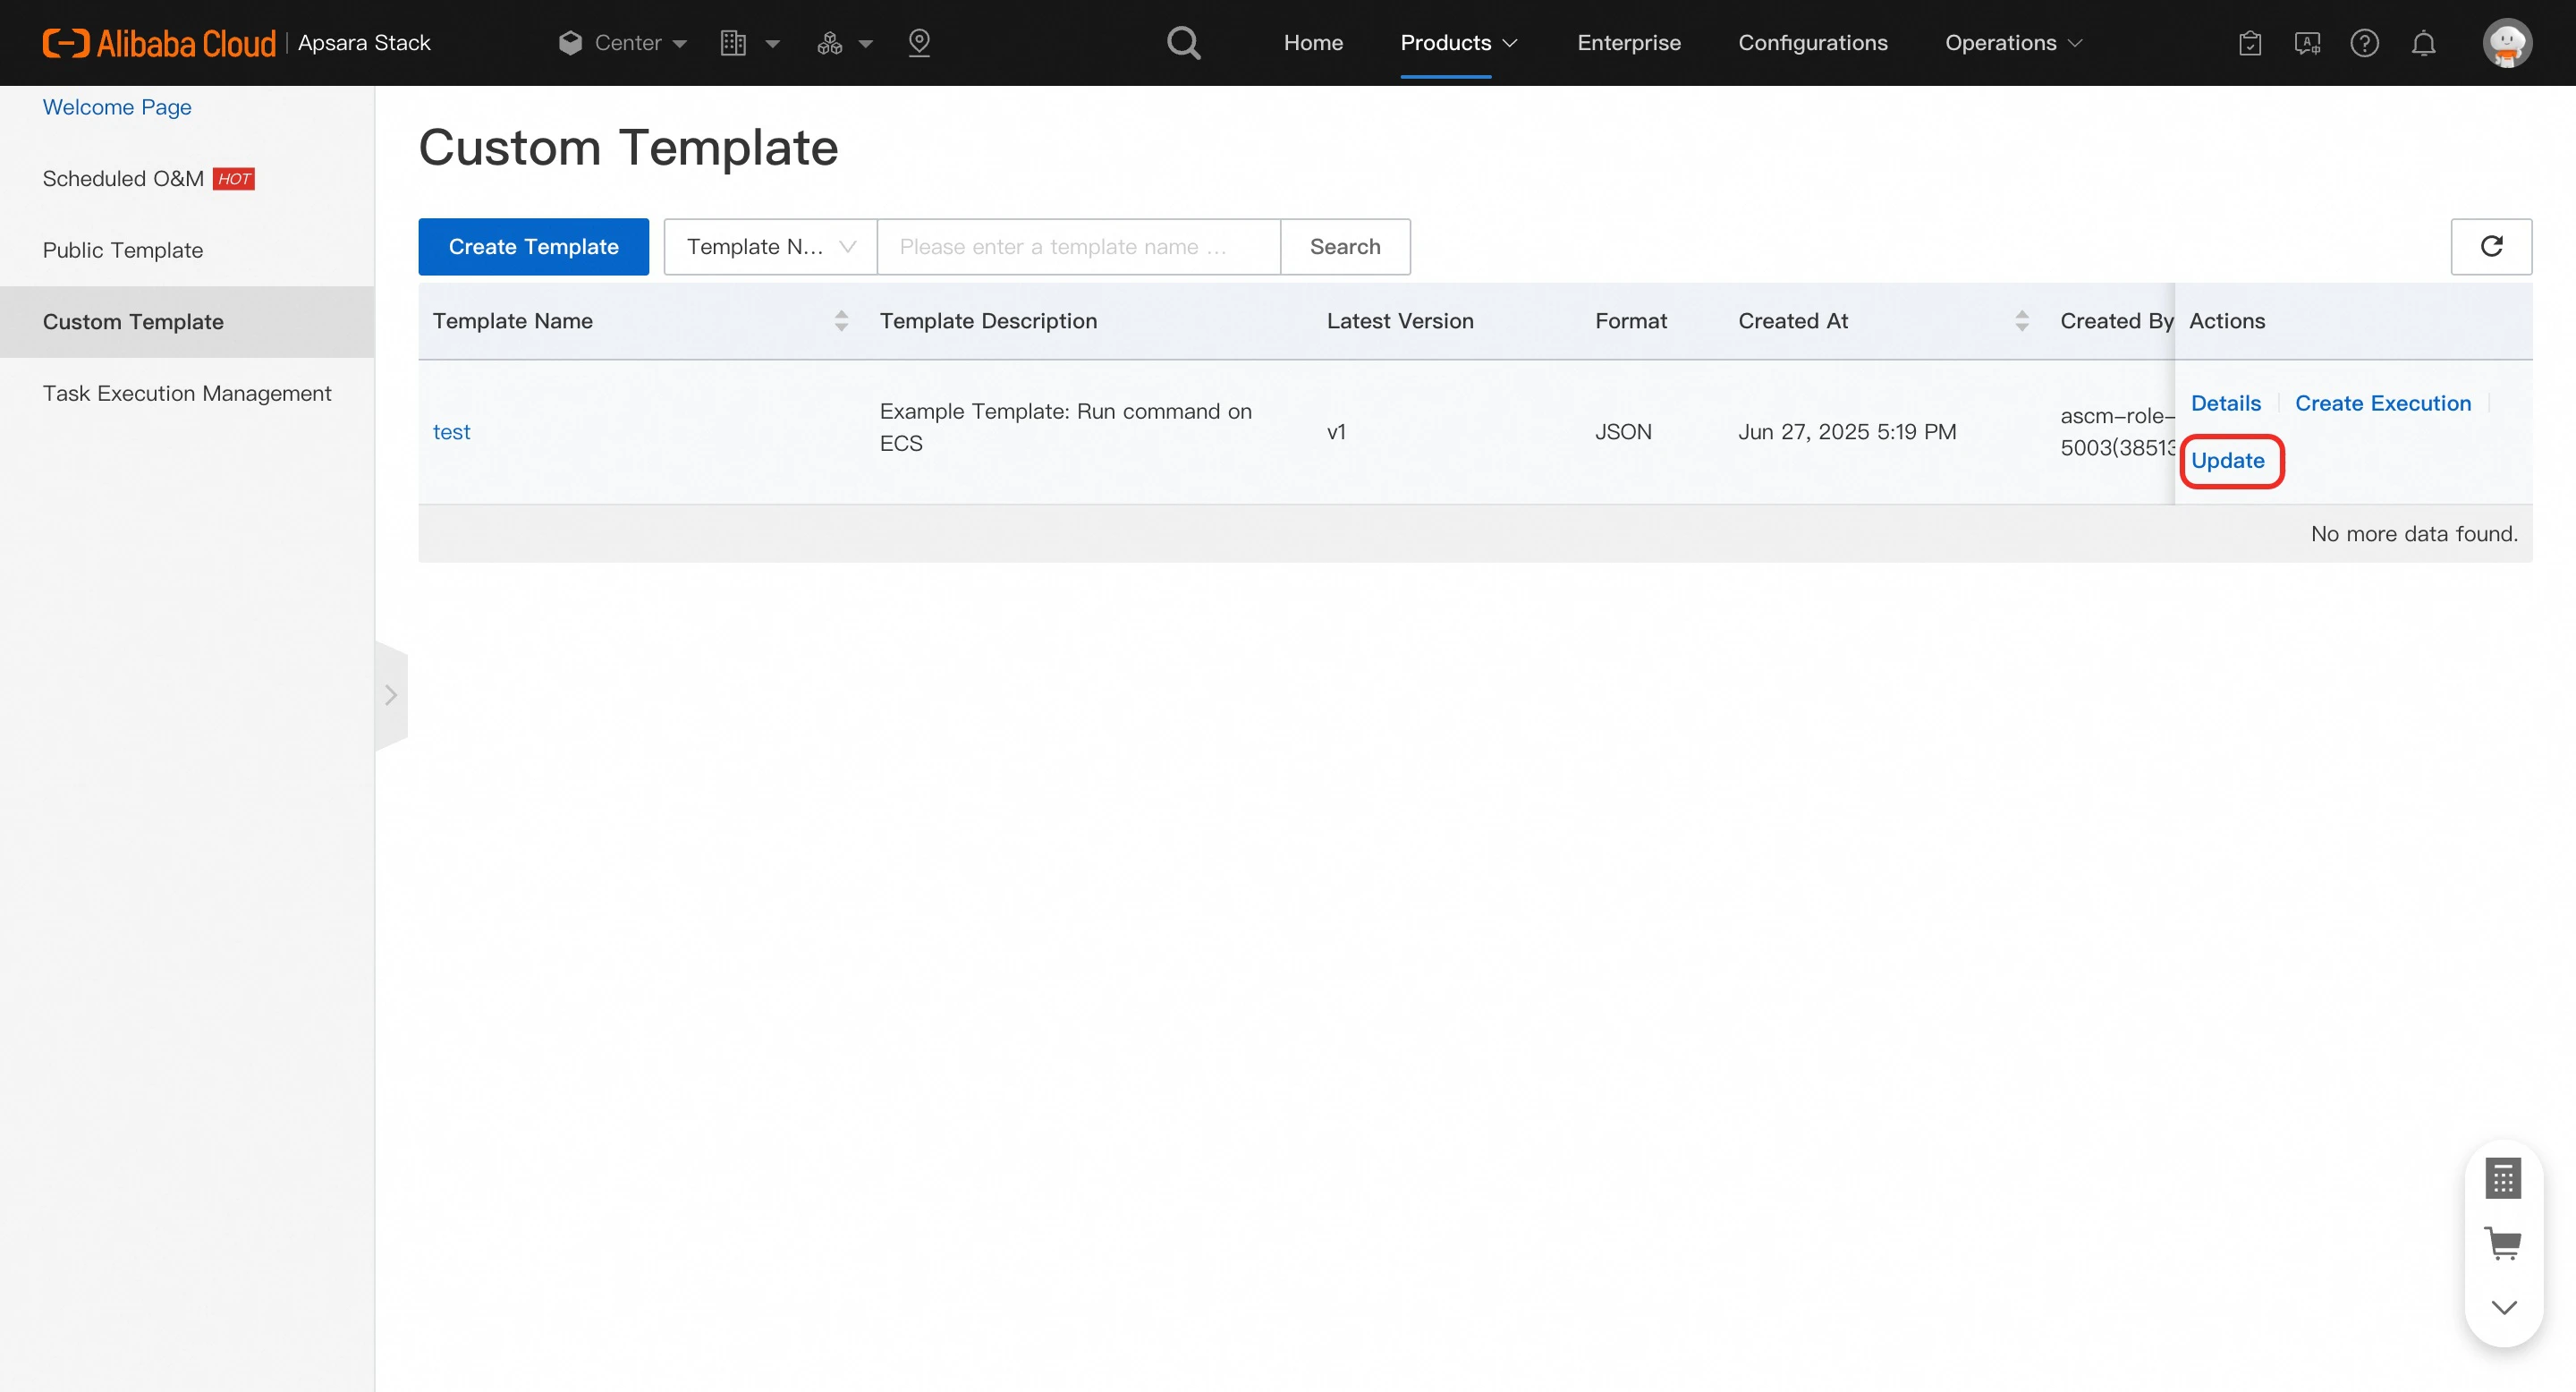 Alibaba Cloud | Apsara Stack
Center
Home
Products
Enterprise
Configurations
Operations
Welcome Page
Scheduled O&M HOT
Public Template
Custom Template
Task Execution Management
Custom Template
Create Template
Template N...
Please enter a template name ...
Search
Template Name
Template Description
Latest Version
Format
Created At
Created By
Actions
test
Example Template: Run command on
ECS
v1
JSON
Jun 27, 2025 5:19 PM
ascm-role-
5003(38513
Details
Create Execution
Update
No more data found.